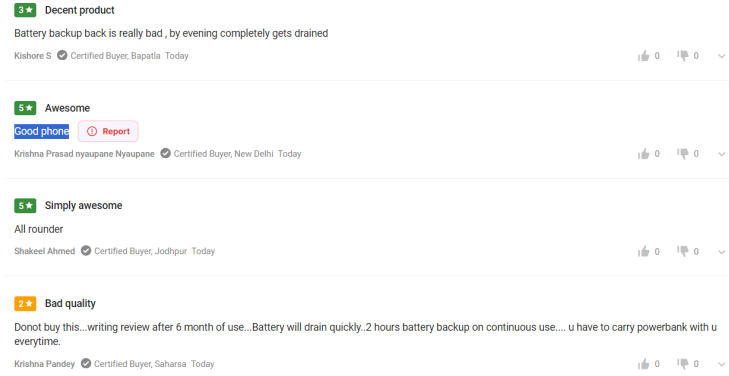 3★ Decent product
Battery backup back is really bad , by evening completely gets drained
Kishore S Certified Buyer, Bapatla Today 0 0
5★ Awesome
Good phone Report
Krishna Prasad nyaupane Nyaupane Certified Buyer, New Delhi Today 0 0
5★ Simply awesome
All rounder
Shakeel Ahmed Certified Buyer, Jodhpur Today 0 0
2★ Bad quality
Donot buy this...writing review after 6 month of use...Battery will drain quickly..2 hours battery backup on continuous use.... u have to carry powerbank with u
everytime.
Krishna Pandey Certified Buyer, Saharsa Today 0 0